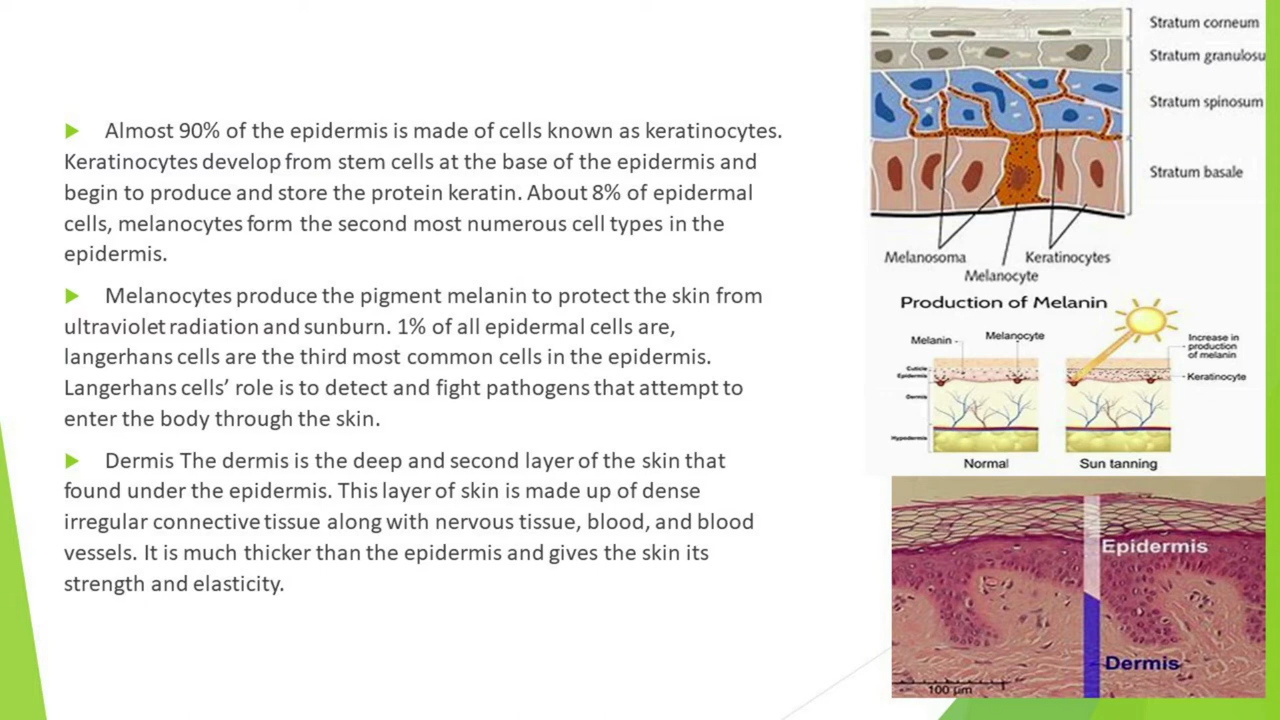 Almost 90% of the epidermis is made of cells known as keratinocytes.
Keratinocytes develop from stem cells at the base of the epidermis and
begin to produce and store the protein keratin. About 8% of epidermal
cells, melanocytes form the second most numerous cell types in the
epidermis.
Melanocytes produce the pigment melanin to protect the skin from
ultraviolet radiation and sunburn. 1% of all epidermal cells are,
langerhans cells are the third most common cells in the epidermis.
Langerhans cells’ role is to detect and fight pathogens that attempt to
enter the body through the skin.
Dermis The dermis is the deep and second layer of the skin that
found under the epidermis. This layer of skin is made up of dense
irregular connective tissue along with nervous tissue, blood, and blood
vessels. It is much thicker than the epidermis and gives the skin its
strength and elasticity.
Stratum corneum
Stratum granulosu
Stratum spinosum
Stratum basale
Melanosoma
Keratinocytes
Melanocyte
Production of Melanin
Melanin
Melanocyte
Increase in
production
of melanin
Keratinocyte
Cuticle
Epidermis
Dermis
Hypodermis
Normal
Sun tanning
Epidermis
Dermis
100 µm